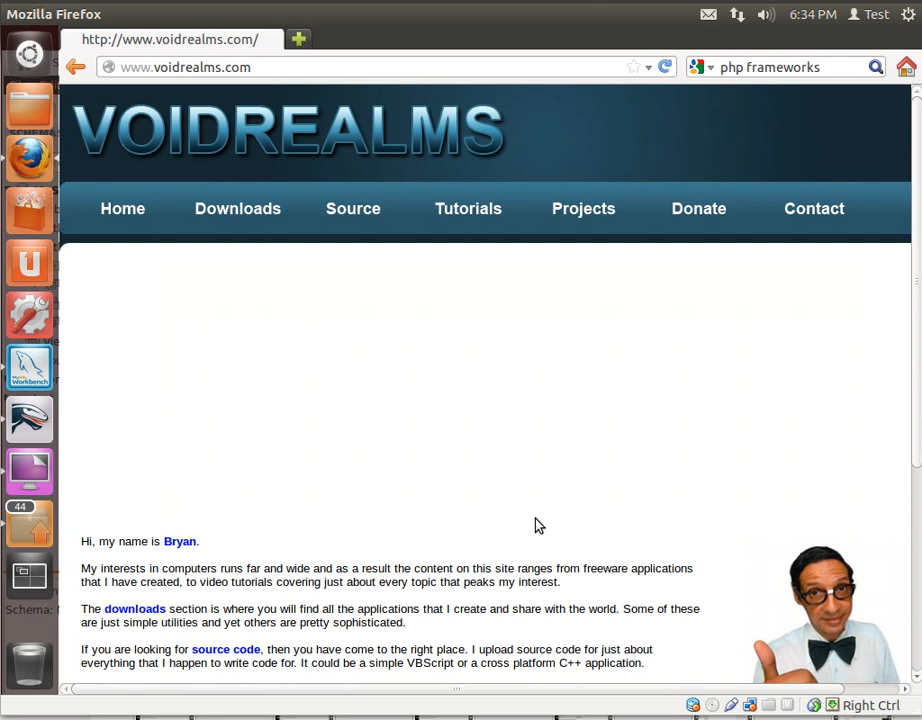 Mozilla Firefox
6:34 PM
Test
http://www.voidrealms.com/
www.voidrealms.com
php frameworks
VOIDREALMS
Home
Downloads
Source
Tutorials
Projects
Donate
Contact
Workbench
44
Hi, my name is Bryan.
My interests in computers runs far and wide and as a result the content on this site ranges from freeware applications
that I have created, to video tutorials covering just about every topic that peaks my interest.
The downloads section is where you will find all the applications that I create and share with the world. Some of these
are just simple utilities and yet others are pretty sophisticated.
If you are looking for source code, then you have come to the right place. I upload source code for just about
everything that I happen to write code for. It could be a simple VBScript or a cross platform C++ application.
Schema:
Right Ctrl